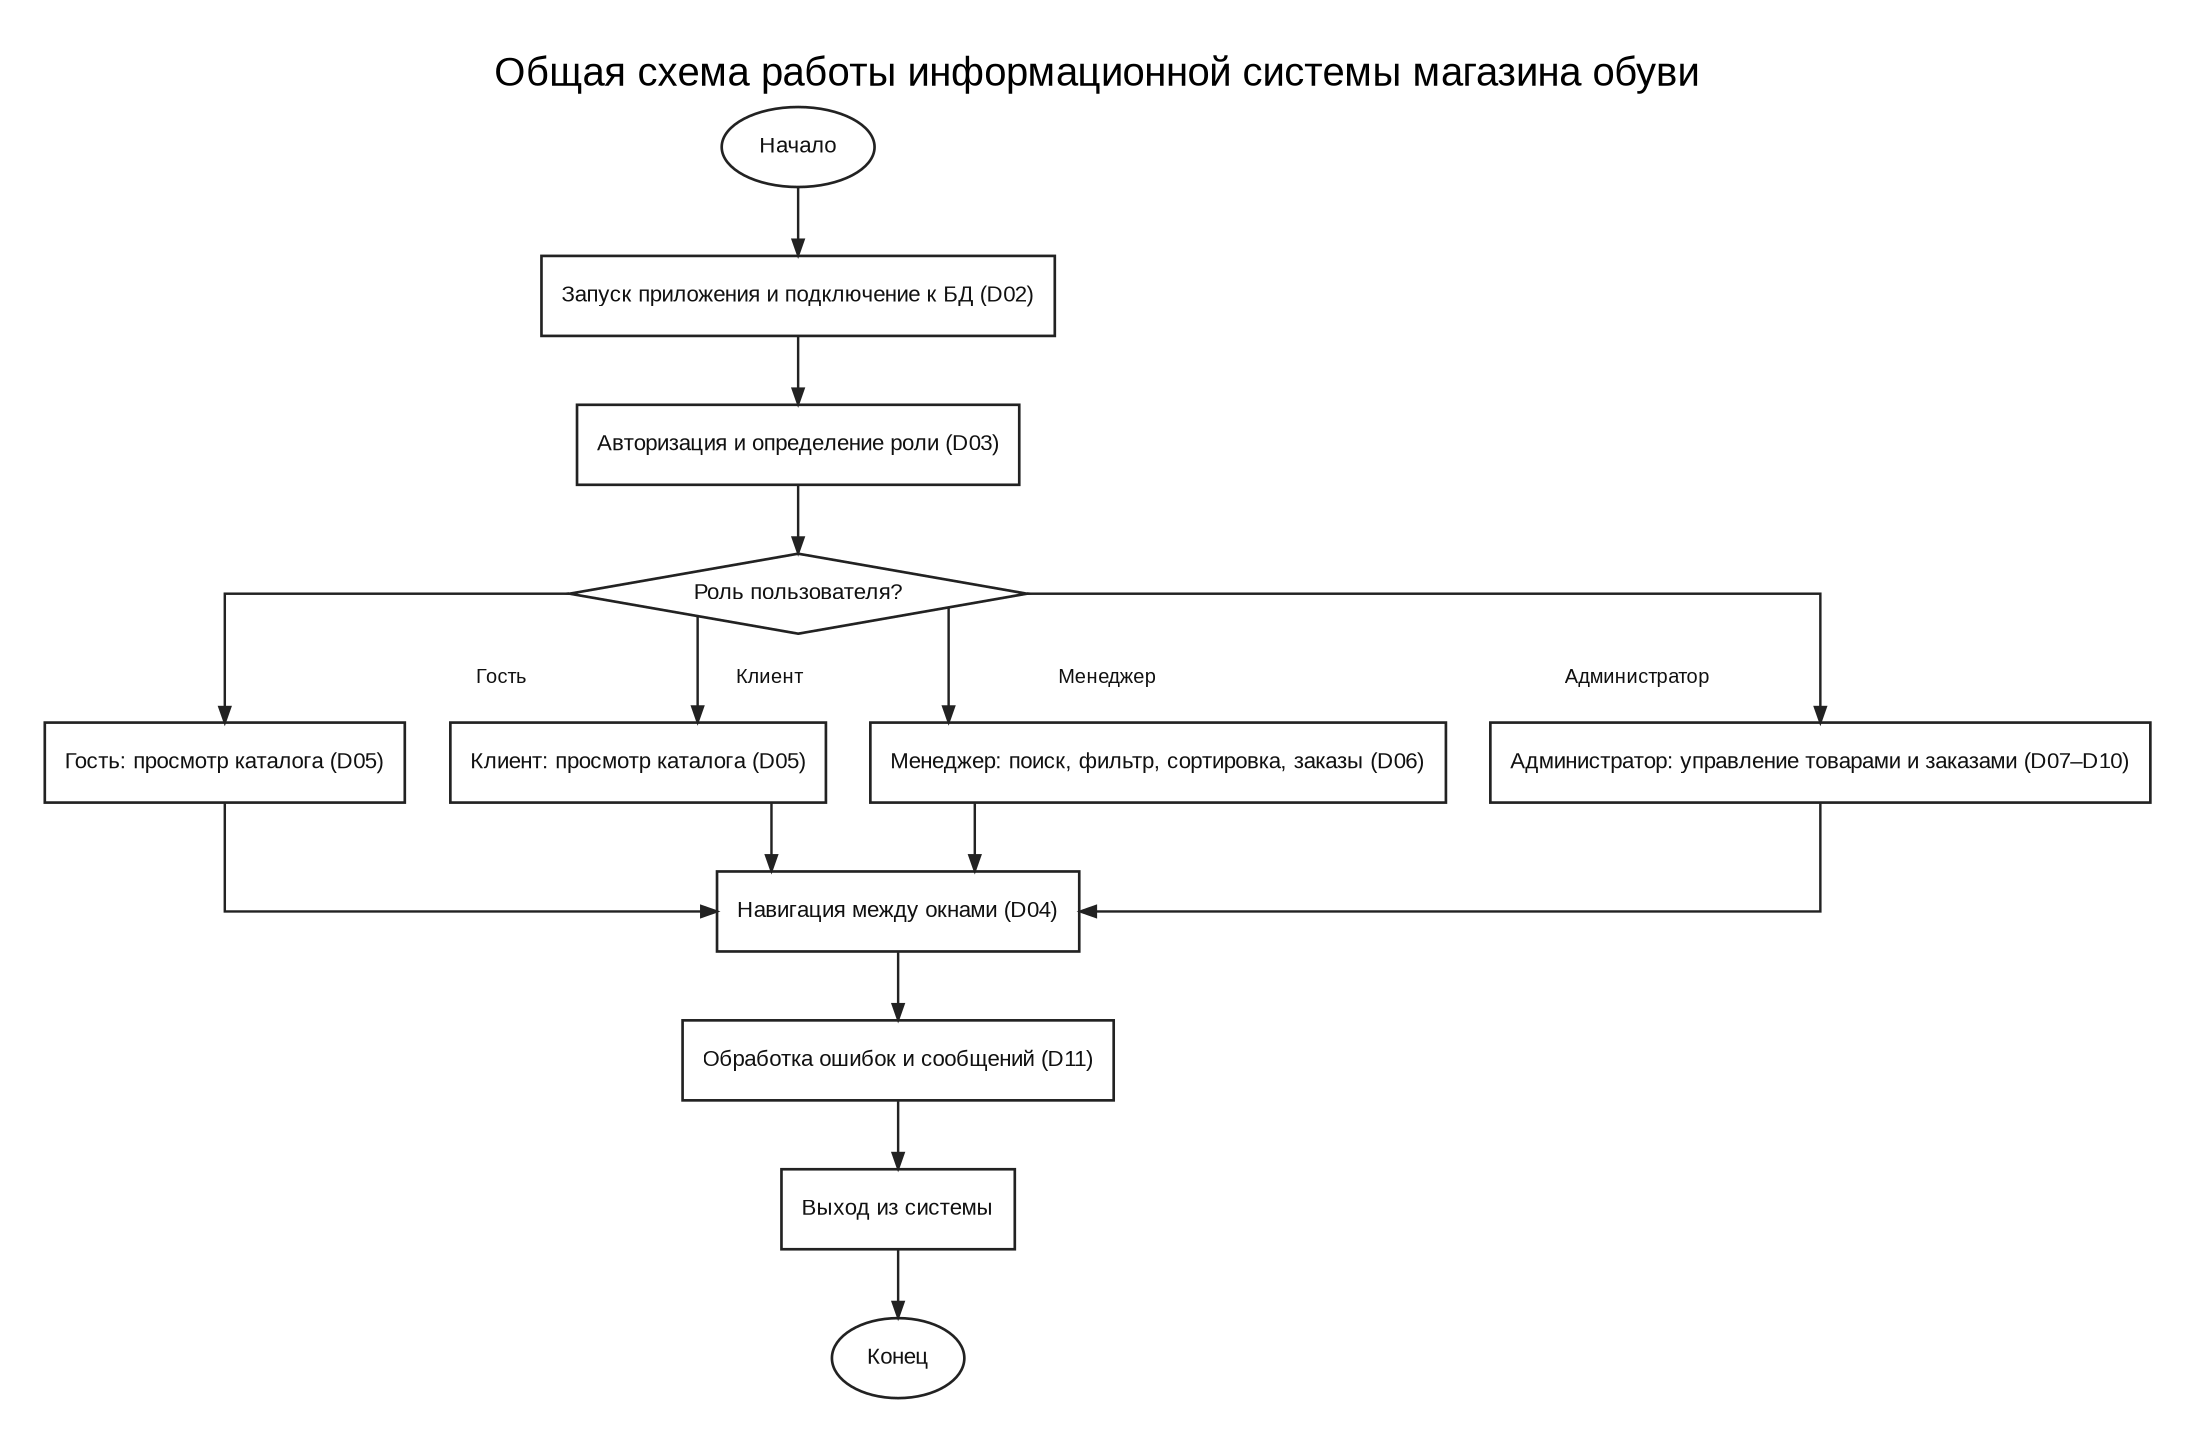 Общая схема работы информационной системы магазина обуви
Начало
Запуск приложения и подключение к БД (D02)
Авторизация и определение роли (D03)
Роль пользователя?
Гость
Клиент
Менеджер
Администратор
Гость: просмотр каталога (D05)
Клиент: просмотр каталога (D05)
Менеджер: поиск, фильтр, сортировка, заказы (D06)
Администратор: управление товарами и заказами (D07–D10)
Навигация между окнами (D04)
Обработка ошибок и сообщений (D11)
Выход из системы
Конец